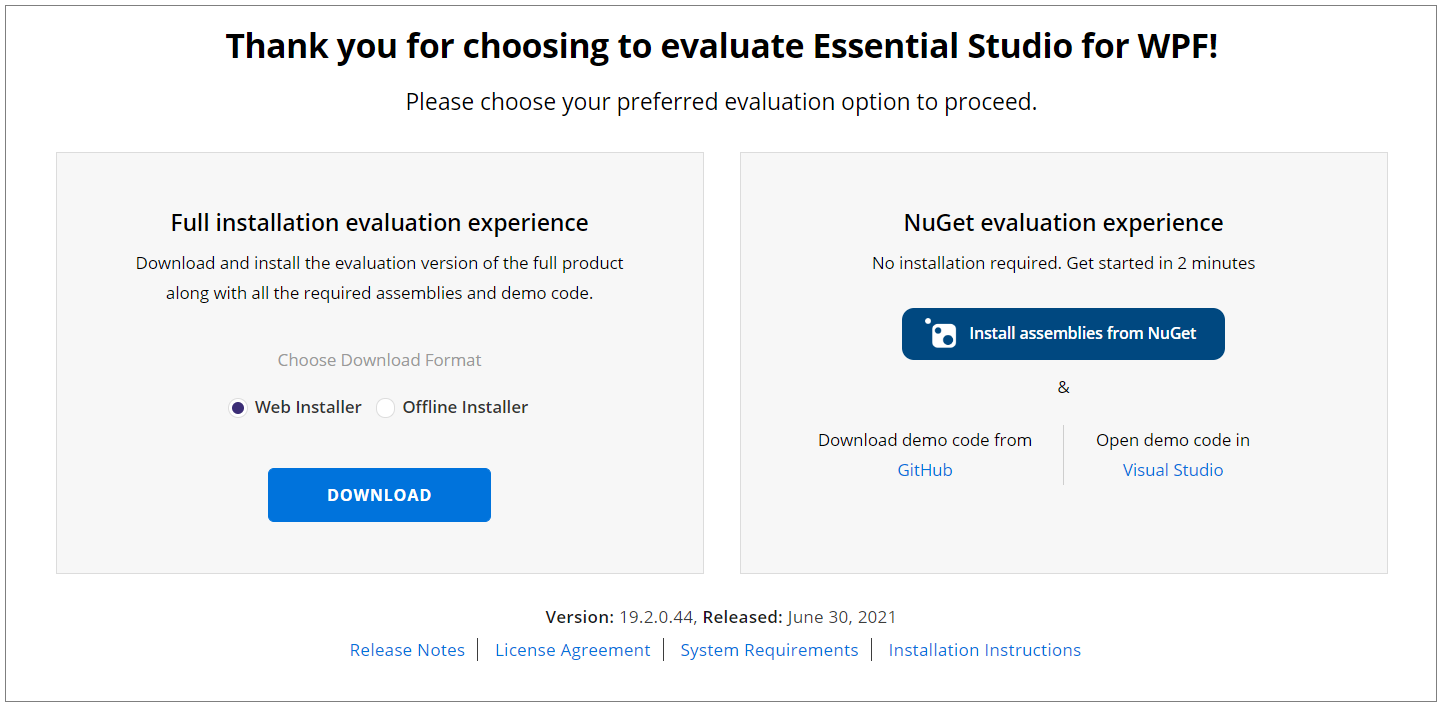 Thank you for choosing to evaluate Essential Studio for WPF!
Please choose your preferred evaluation option to proceed.
Full installation evaluation experience
Download and install the evaluation version of the full product
along with all the required assemblies and demo code.
Choose Download Format
Web Installer Offline Installer
DOWNLOAD
NuGet evaluation experience
No installation required. Get started in 2 minutes
Install assemblies from NuGet
&
Download demo code from
GitHub
Open demo code in
Visual Studio
Version: 19.2.0.44, Released: June 30, 2021
Release Notes License Agreement System Requirements Installation Instructions